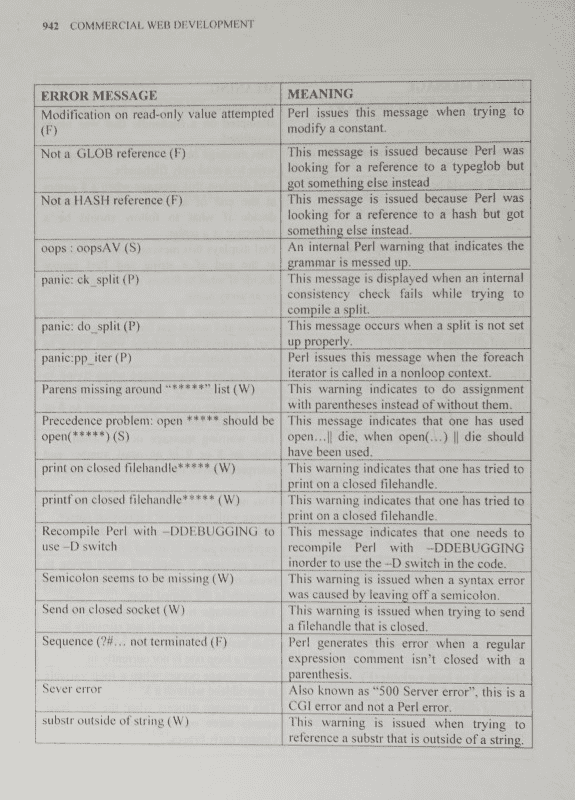 942 COMMERCIAL WEB DEVELOPMENT
ERROR MESSAGE MEANING
Modification on read-only value attempted Perl issues this message when trying to
(F) modify a constant.
Not a GLOB reference (F) This message is issued because Perl was
looking for a reference to a typeglob but
got something else instead
Not a HASH reference (F) This message is issued because Perl was
looking for a reference to a hash but got
something else instead.
oops : oopsAV (S) An internal Perl warning that indicates the
grammar is messed up.
panic: ck_split (P) This message is displayed when an internal
consistency check fails while trying to
compile a split.
panic: do_split (P) This message occurs when a split is not set
up properly.
panic:pp_iter (P) Perl issues this message when the foreach
iterator is called in a nonloop context.
Parens missing around “*****” list (W) This warning indicates to do assignment
with parentheses instead of without them.
Precedence problem: open ***** should be This message indicates that one has used
open(*****) (S) open...|| die, when open(...) || die should
have been used.
print on closed filehandle***** (W) This warning indicates that one has tried to
print on a closed filehandle.
printf on closed filehandle***** (W) This warning indicates that one has tried to
print on a closed filehandle.
Recompile Perl with –DDEBUGGING to This message indicates that one needs to
use –D switch recompile Perl with –DDEBUGGING
inorder to use the –D switch in the code.
Semicolon seems to be missing (W) This warning is issued when a syntax error
was caused by leaving off a semicolon.
Send on closed socket (W) This warning is issued when trying to send
a filehandle that is closed.
Sequence (?#... not terminated (F) Perl generates this error when a regular
expression comment isn’t closed with a
parenthesis.
Sever error Also known as “500 Server error”, this is a
CGI error and not a Perl error.
substr outside of string (W) This warning is issued when trying to
reference a substr that is outside of a string.